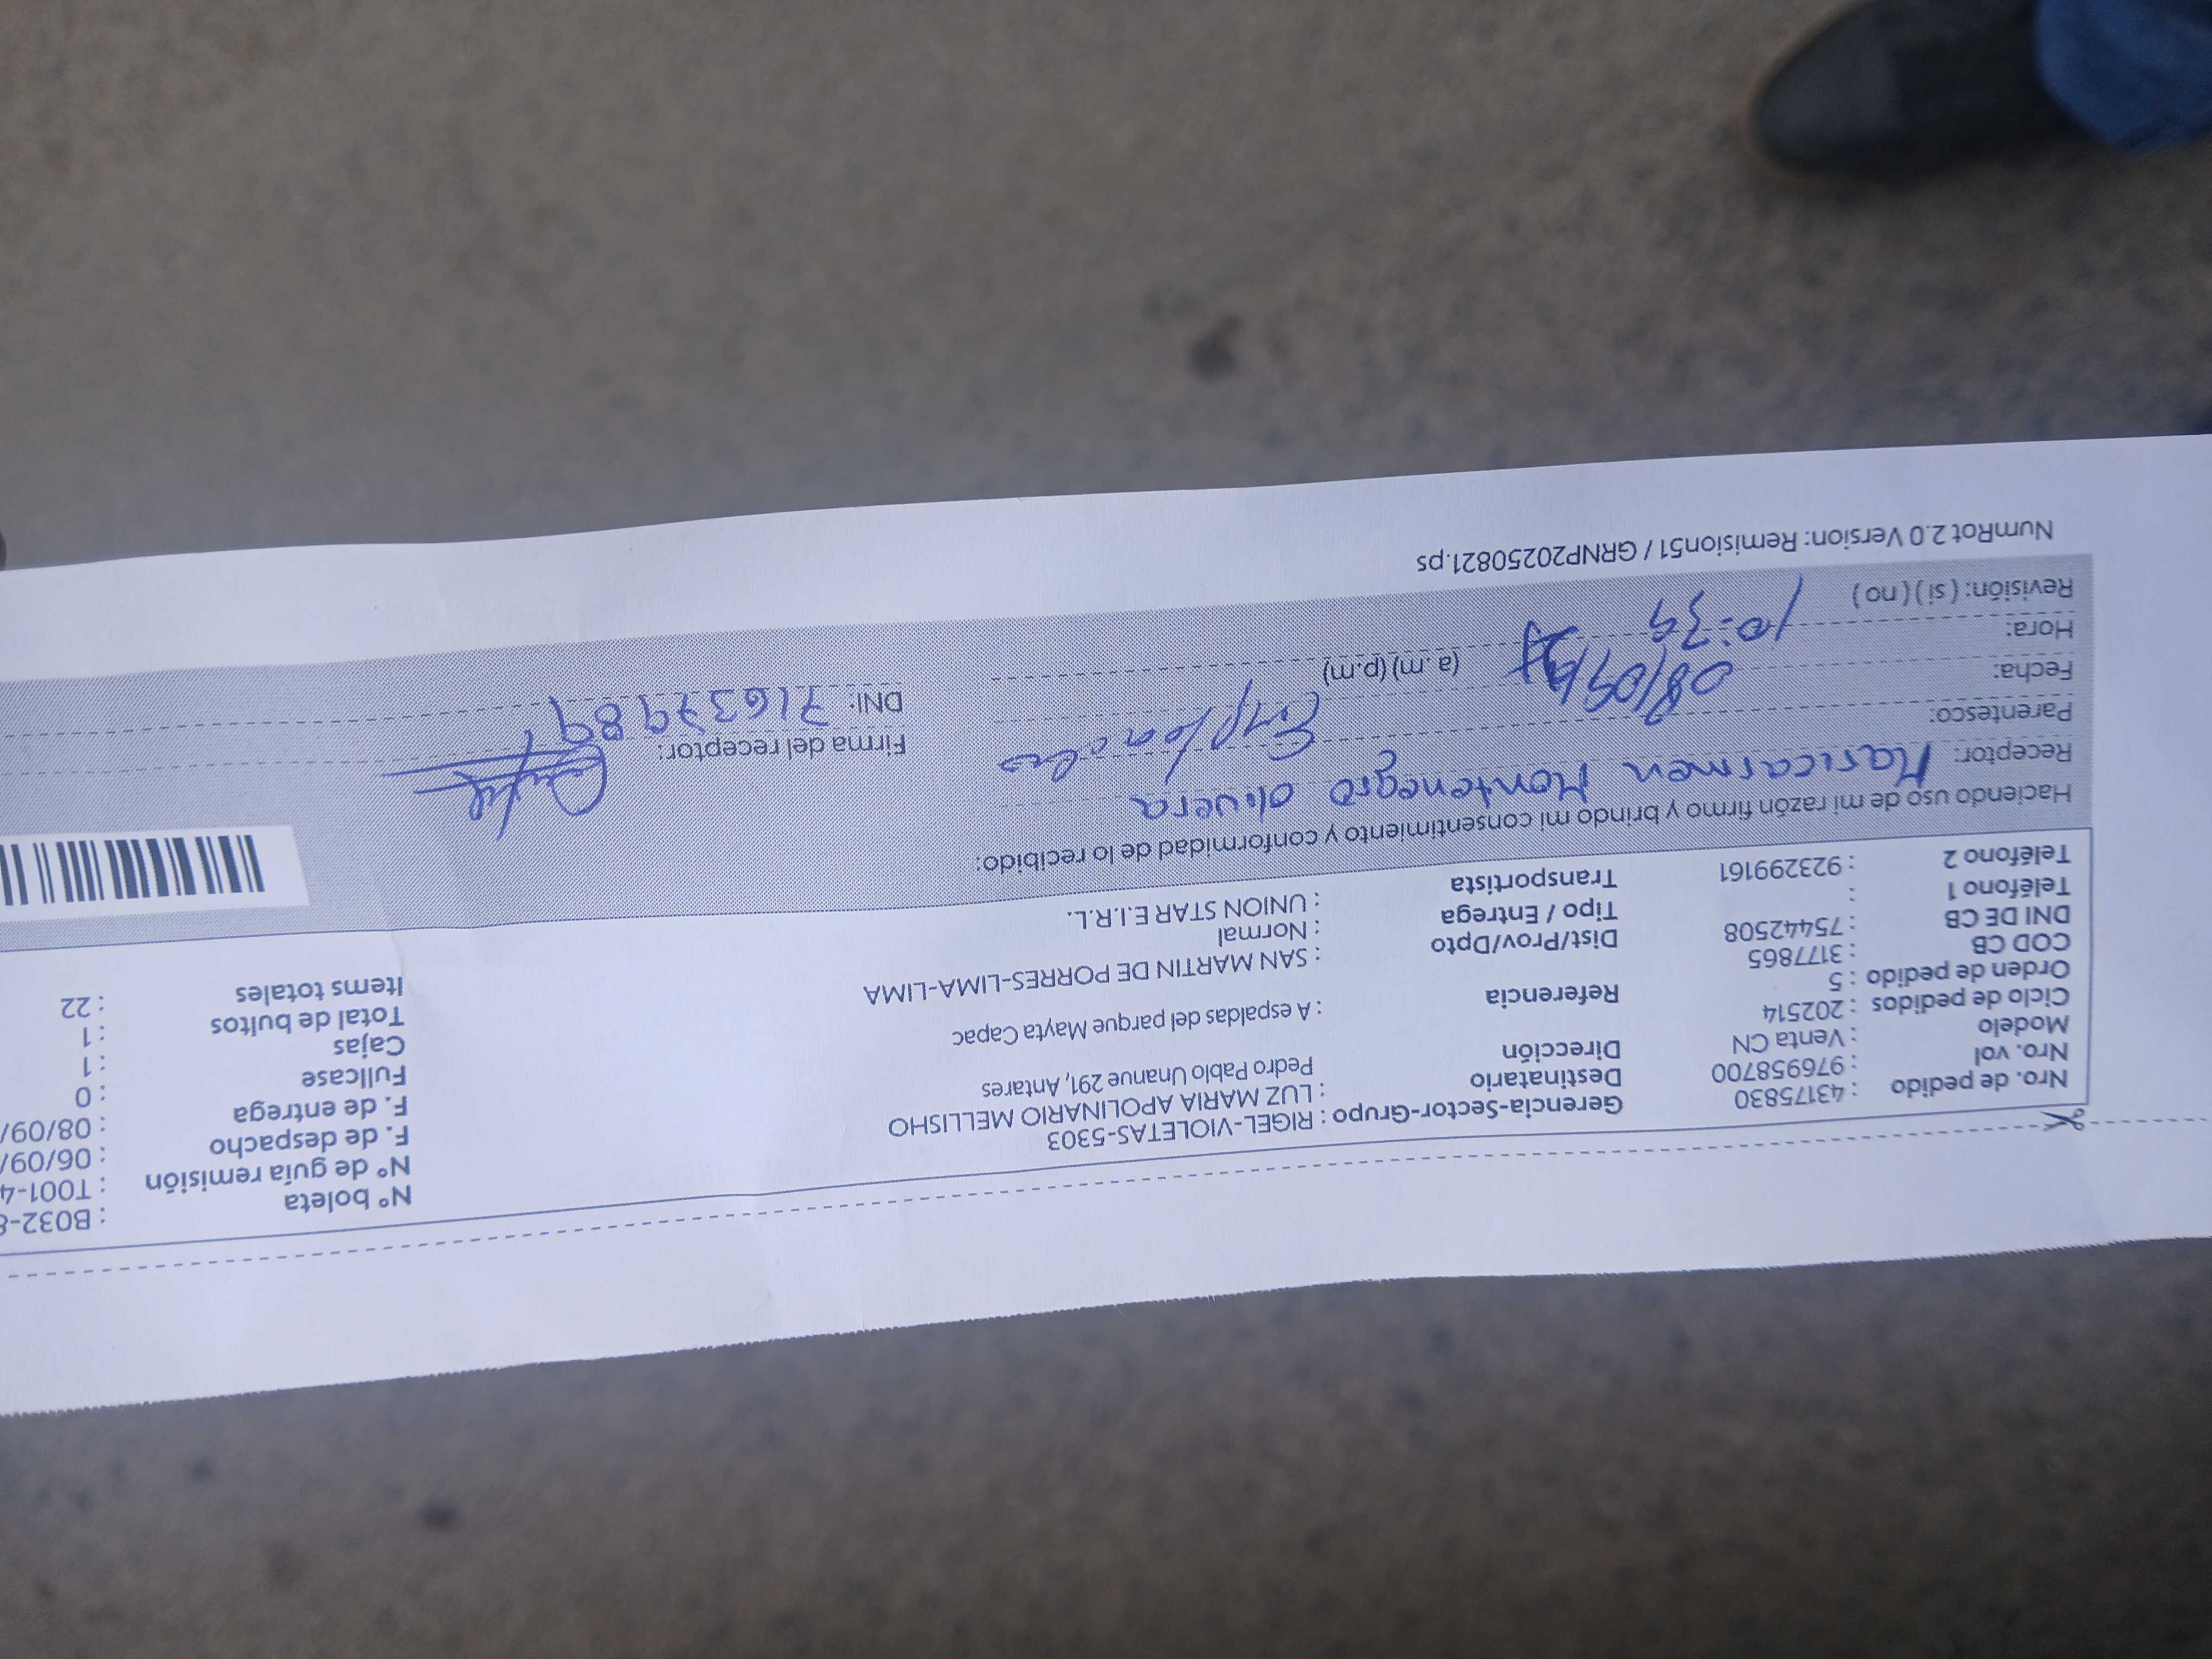 Nro. de pedido : 43175830 Gerencia-Sector-Grupo : RIGEL-VIOLETAS-5303 N° boleta : B032-
Nro. vol : 976958700 Destinatario : LUZ MARIA APOLINARIO MELLISHO N° de guía remisión : T001-4
Modelo : Venta CN Dirección Pedro Pablo Unanue 291, Antares F. de despacho : 06/09/
Ciclo de pedidos : 202514 F. de entrega : 08/09/
Orden de pedido : 5 Referencia : A espaldas del parque Mayta Capac Fullcase : 0
COD CB : 3177865 Cajas : 1
DNI DE CB : 75442508 Dist/Prov/Dpto : SAN MARTIN DE PORRES-LIMA-LIMA Total de bultos : 1
Teléfono 1 : Tipo / Entrega : Normal Items totales : 22
Teléfono 2 : 923299161 Transportista : UNION STAR E.I.R.L.
Haciendo uso de mi razón firmo y brindo mi consentimiento y conformidad de lo recibido:
Receptor: Maricarmen Montenegro Olivera
Parentesco: Firma del receptor:
Fecha: 08/09/ DNI: 71637989
Hora: 10:39 (a.m) (p.m)
Revisión: ( si ) ( no )
NumRot 2.0 Version: Remision51 / GRNP20250821.ps